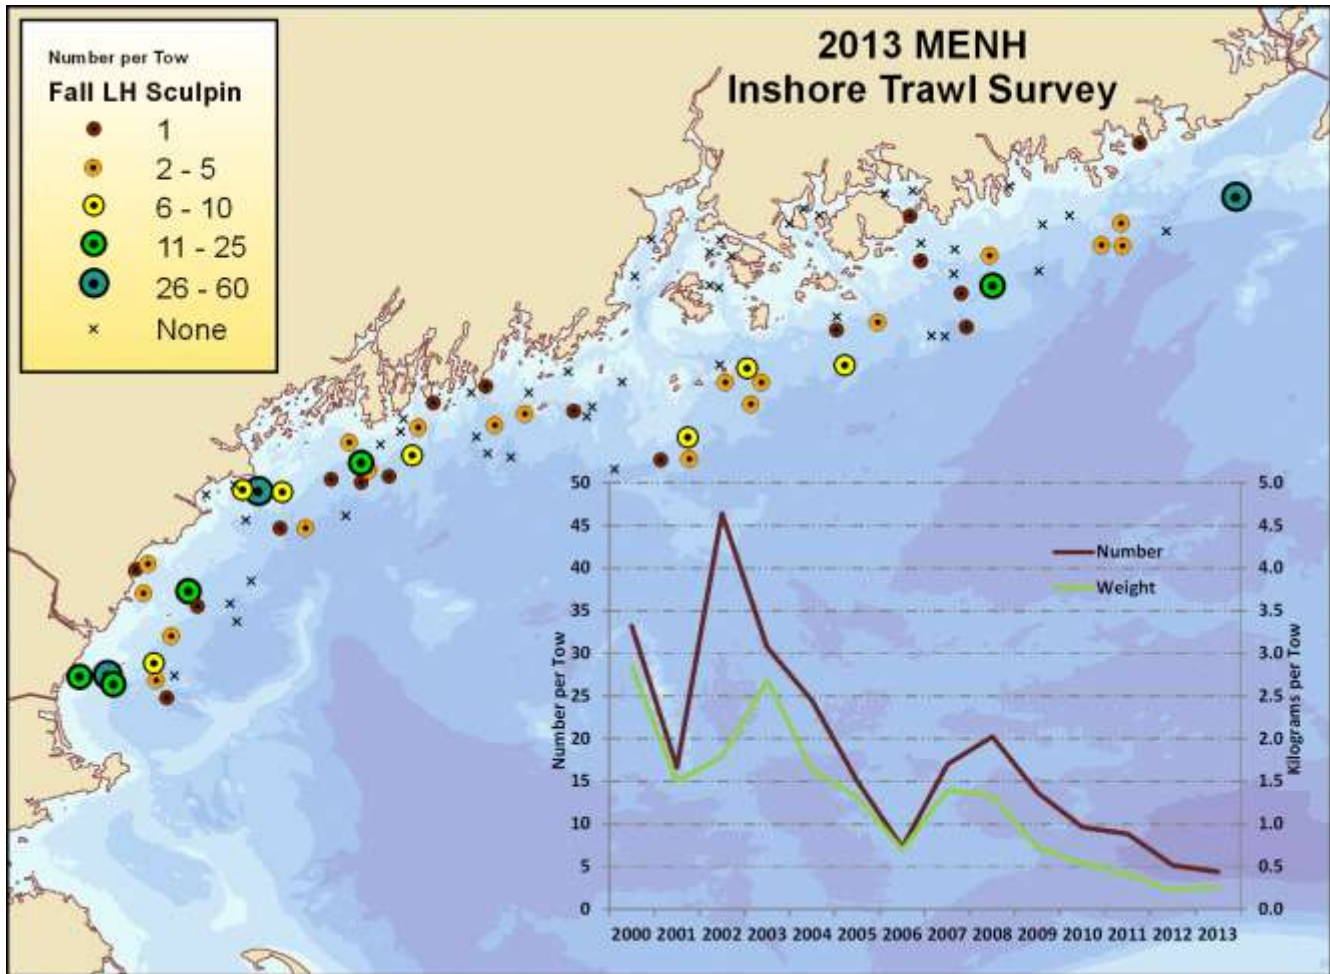 2013 MENH
Inshore Trawl Survey
Number per Tow
Fall LH Sculpin
1
2 - 5
6 - 10
11 - 25
26 - 60
None
50
45
40
35
30
25
20
15
10
5
0
Number per Tow
Number
Weight
5.0
4.5
4.0
3.5
3.0
2.5
2.0
1.5
1.0
0.5
0.0
Kilograms per Tow
2000 2001 2002 2003 2004 2005 2006 2007 2008 2009 2010 2011 2012 2013